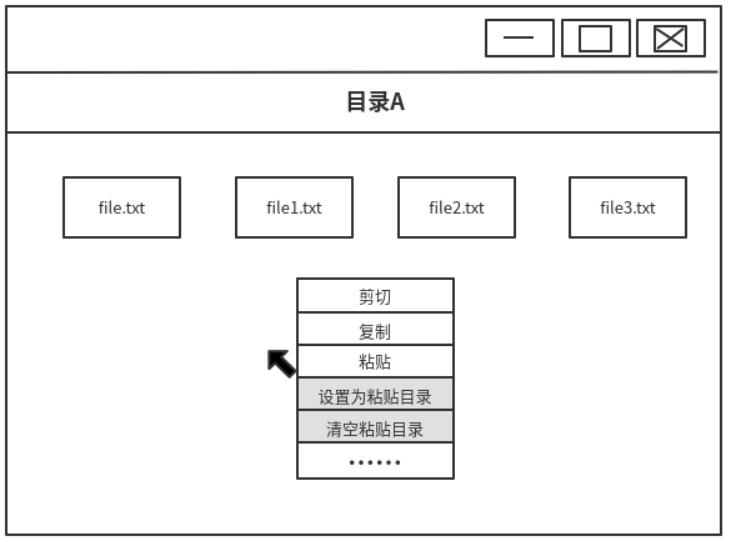 目录A
file.txt
file1.txt
file2.txt
file3.txt
剪切
复制
粘贴
设置为粘贴目录
清空粘贴目录
……